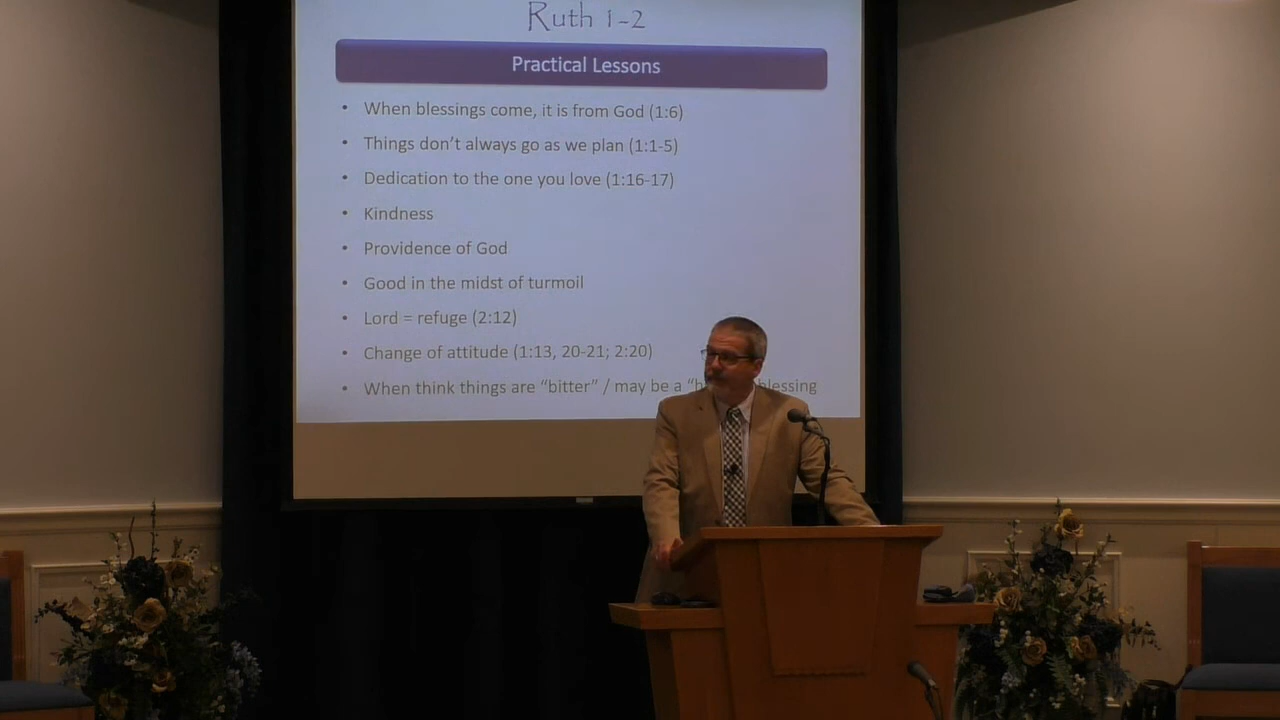 Ruth 1-2
Practical Lessons
• When blessings come, it is from God (1:6)
• Things don't always go as we plan (1:1-5)
• Dedication to the one you love (1:16-17)
• Kindness
• Providence of God
• Good in the midst of turmoil
• Lord = refuge (2:12)
• Change of attitude (1:13, 20-21; 2:20)
• When think things are "bitter" / may be a blessing